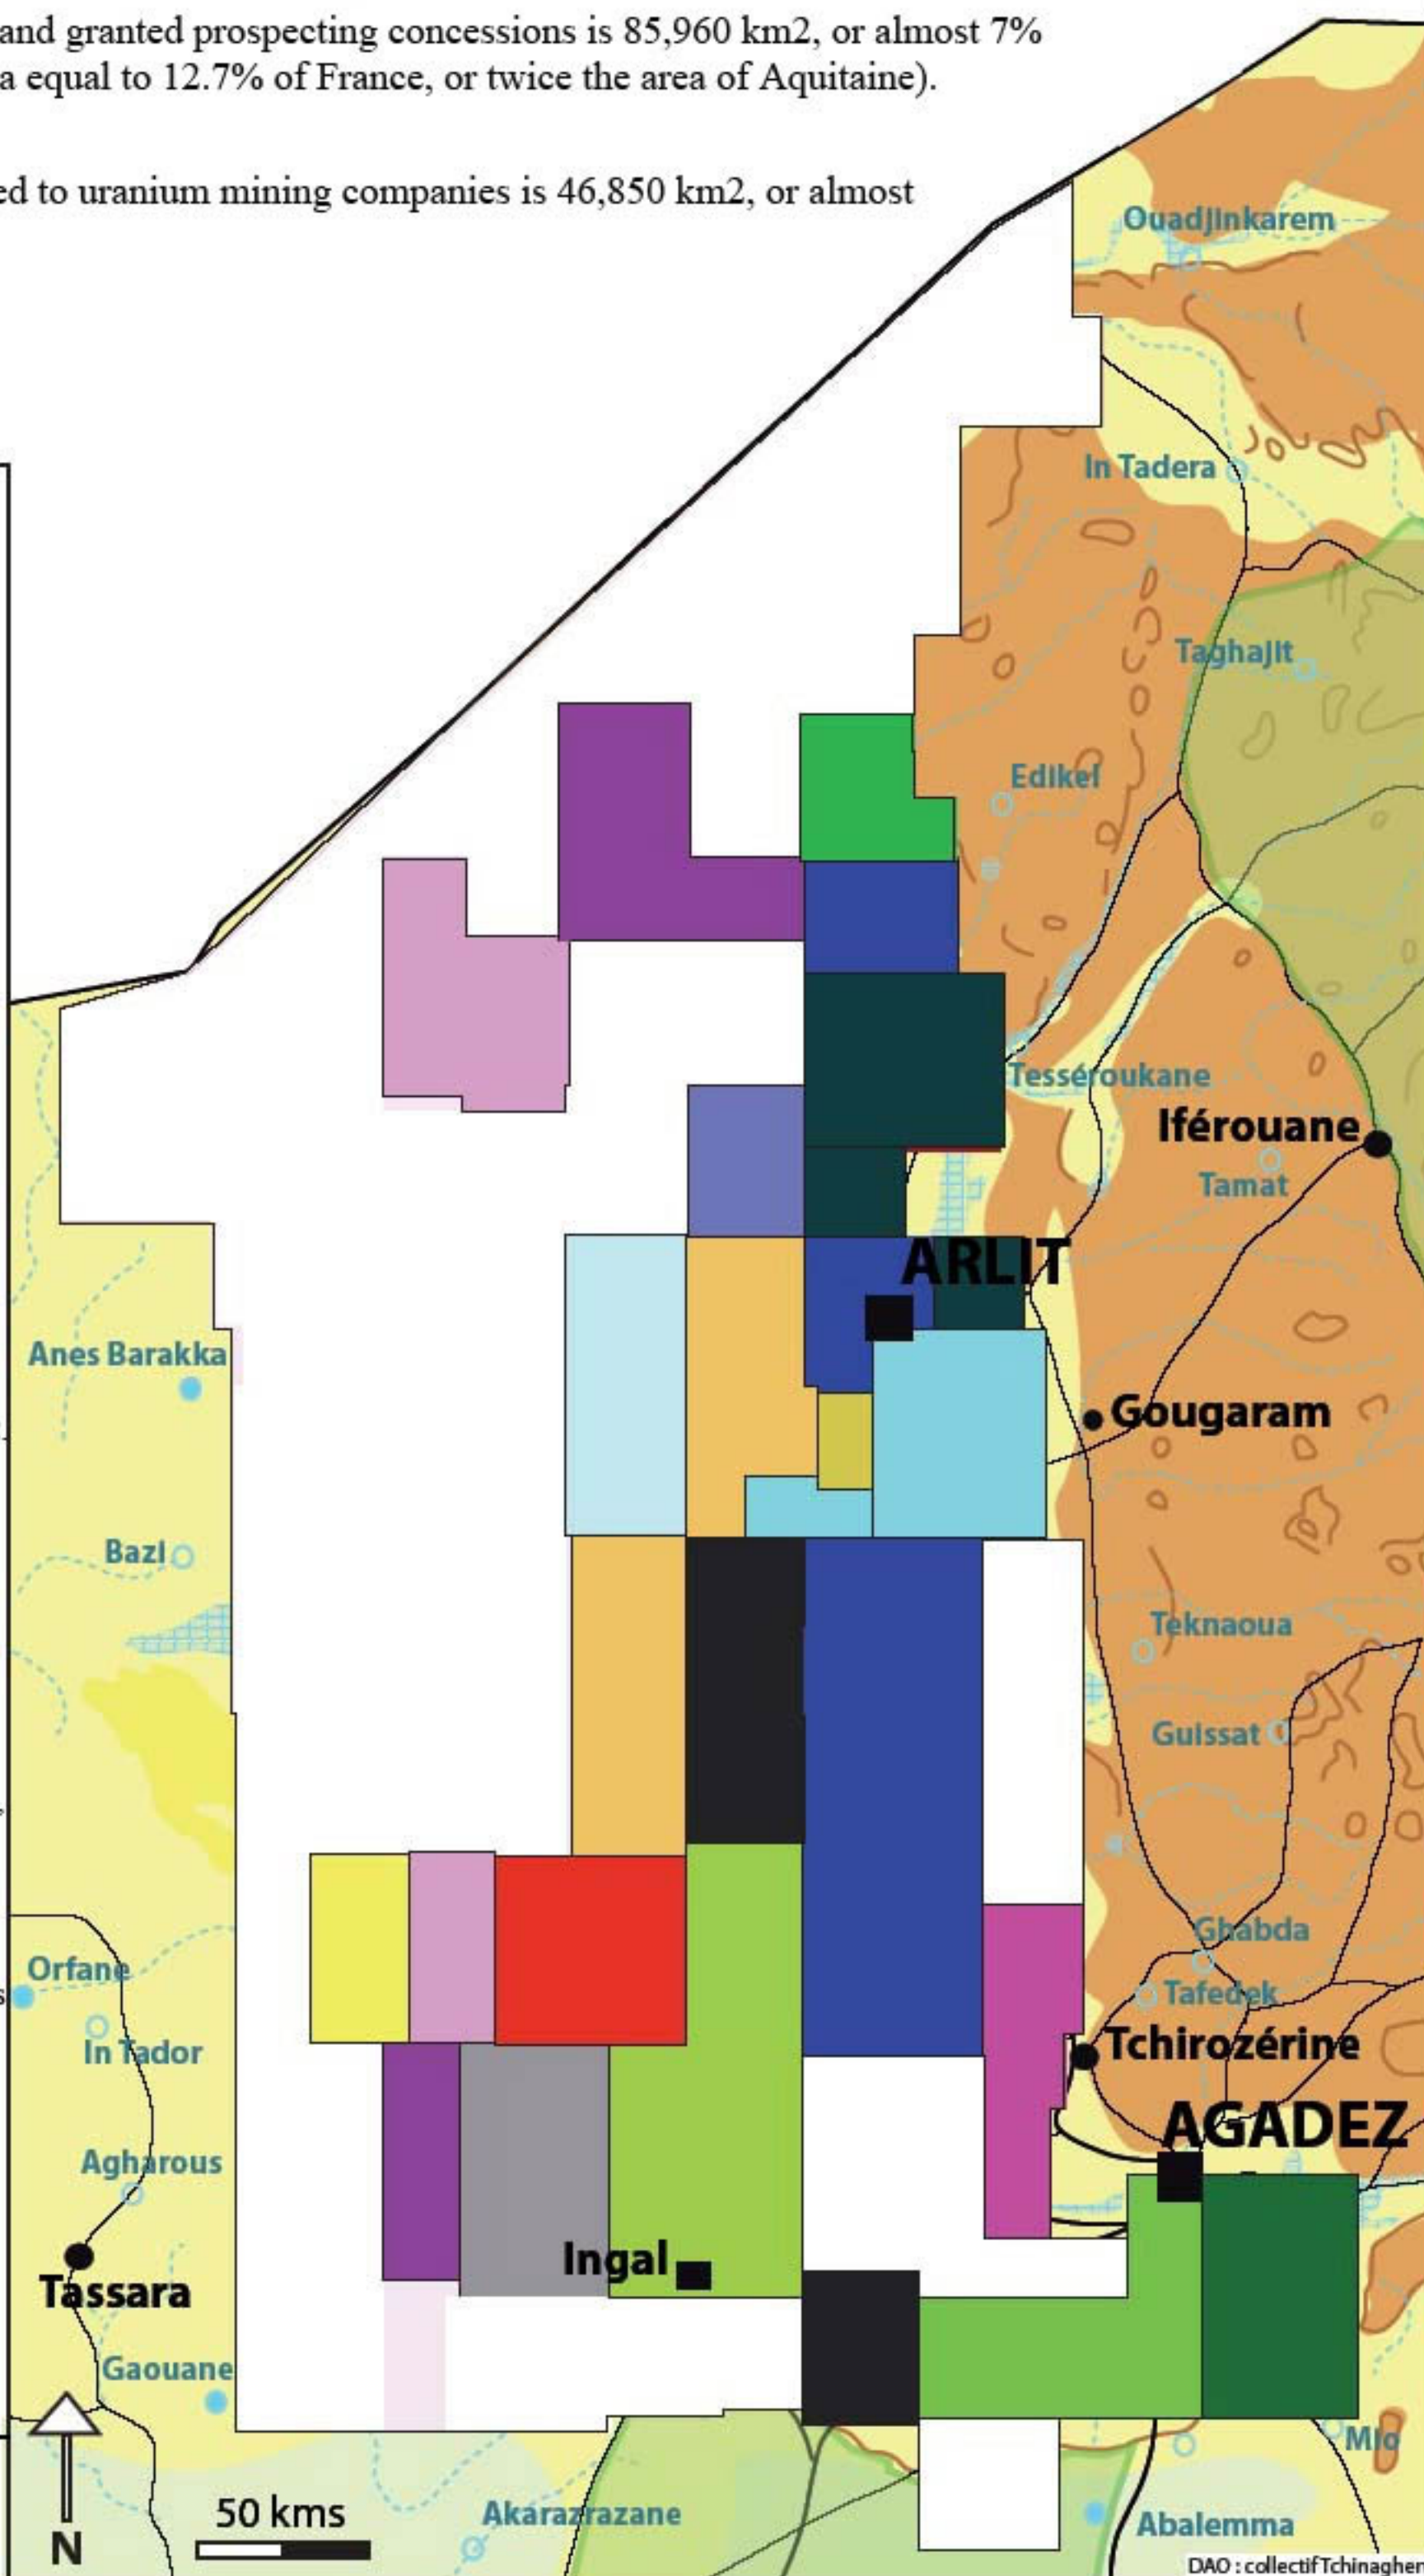 and granted prospecting concessions is 85,960 km2, or almost 7%
a equal to 12.7% of France, or twice the area of Aquitaine).
ed to uranium mining companies is 46,850 km2, or almost
Ouadjinkarem
In Tadera
Taghajit
Edikel
Tesséroukane
Iférouane
Tamat
ARLIT
Anes Barakka
Gougaram
Bazi
Teknaoua
Guissat
Ghabda
Orfane
Tafedek
In Tador
Tchirozérine
AGADEZ
Agharous
Ingal
Tassara
Gaouane
Mio
50 kms
Akarazrazane
Abalemma
N
DAO : collectifTchinagher